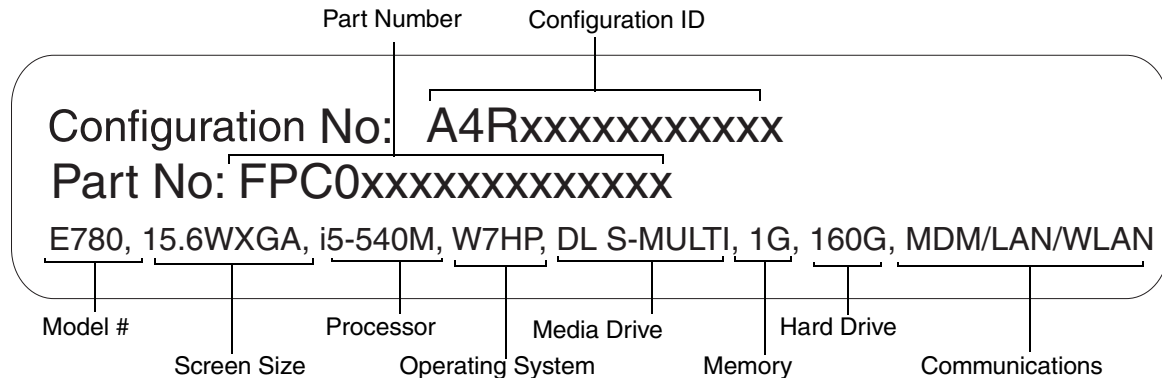 Part Number Configuration ID
Configuration No: A4Rxxxxxxxxxxx
Part No: FPC0xxxxxxxxxxxxx
E780, 15.6WXGA, i5-540M, W7HP, DL S-MULTI, 1G, 160G, MDM/LAN/WLAN
Model # Processor Media Drive Hard Drive
Screen Size Operating System Memory Communications